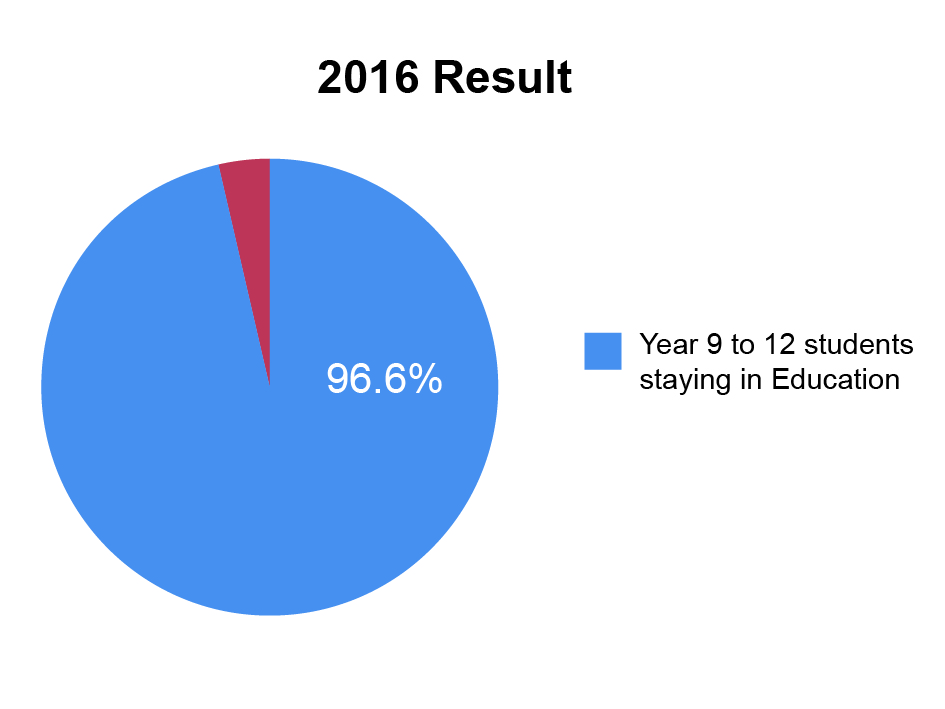 2016 Result
96.6%
Year 9 to 12 students
staying in Education